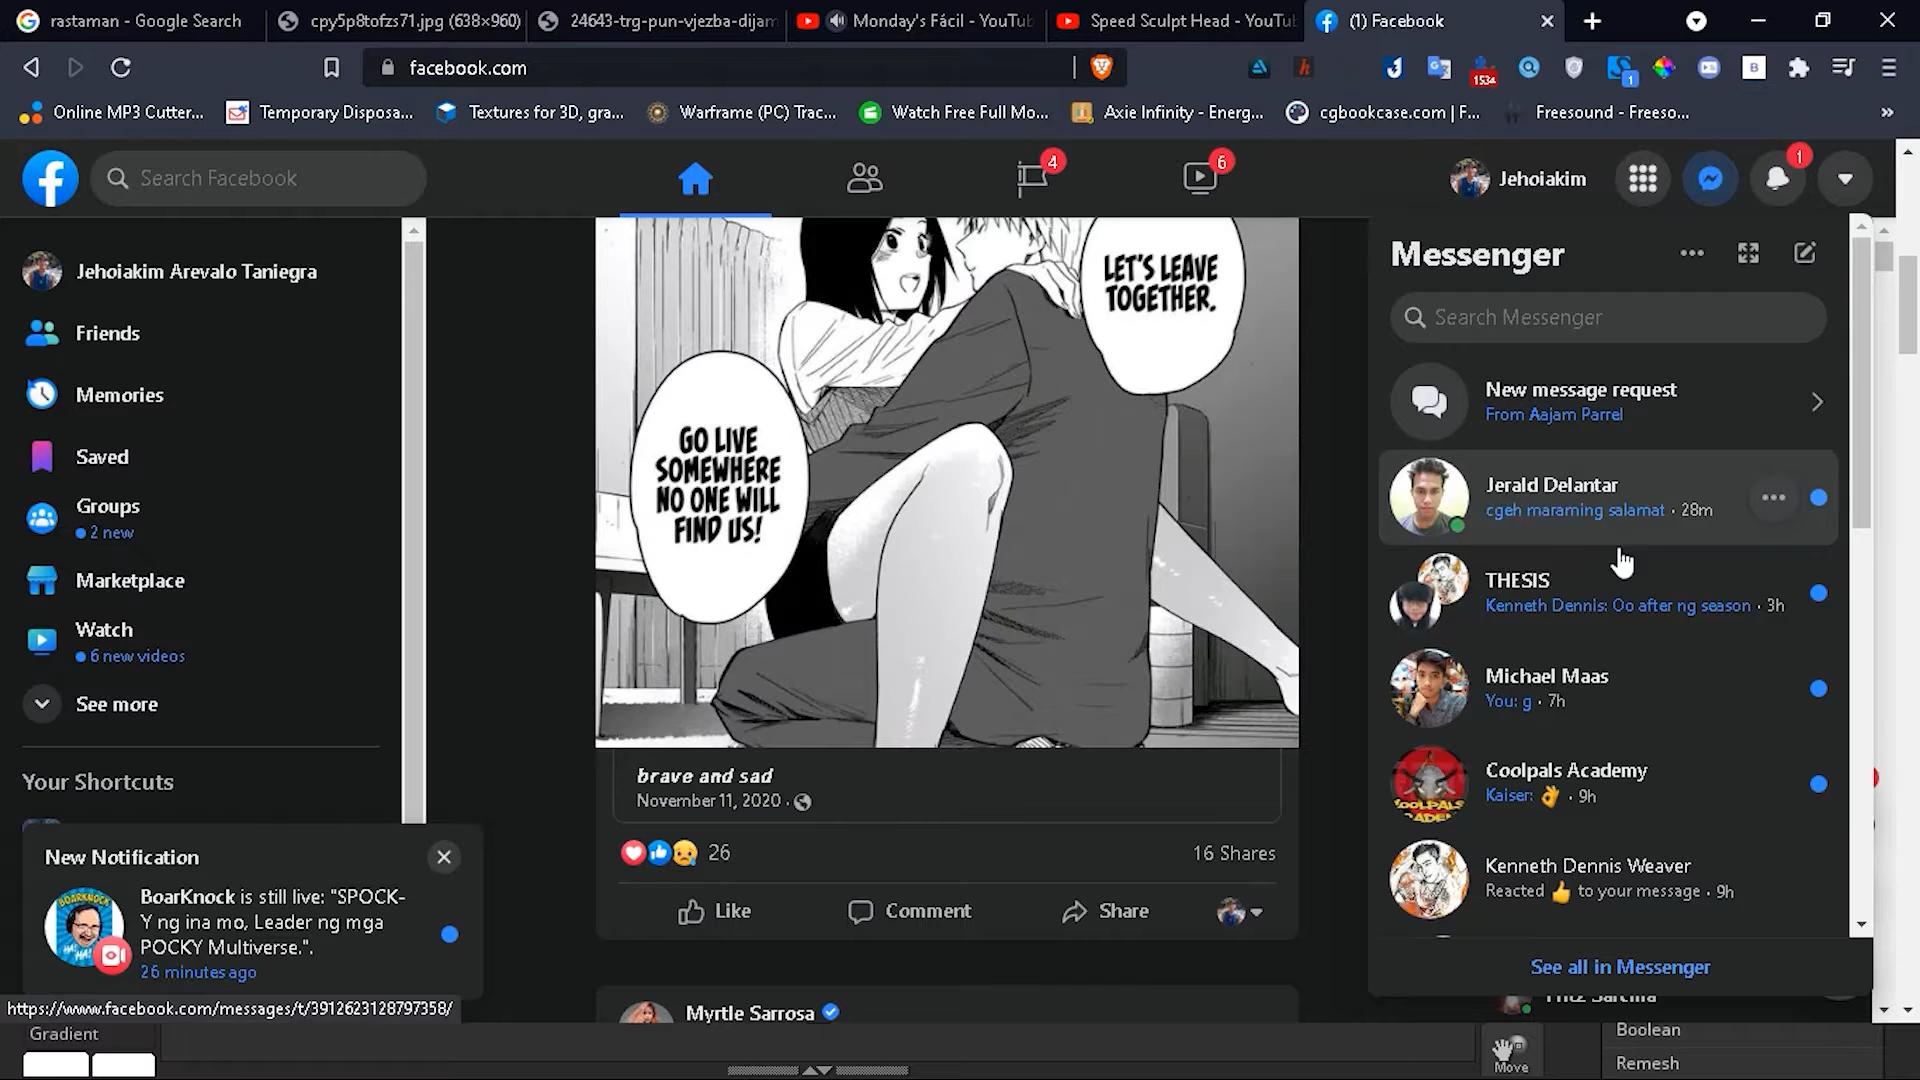 rastaman - Google Search
cpy5p8tofzs71.jpg (638×960)
24643-trg-pun-vjezba-dijam
Monday's Fácil - YouTu
Speed Sculpt Head - YouTu
(1) Facebook
facebook.com
1534
1
Online MP3 Cutter...
Temporary Disposa...
Textures for 3D, gra...
Warframe (PC) Trac...
Watch Free Full Mo...
Axie Infinity - Energ...
cgbookcase.com | F...
Freesound - Freeso...
Search Facebook
4
6
Jehoiakim
1
Jehoiakim Arevalo Taniegra
Friends
Memories
Saved
Groups
2 new
Marketplace
Watch
6 new videos
See more
Your Shortcuts
New Notification
BoarKnock is still live: "SPOCK-
Y ng ina mo, Leader ng mga
POCKY Multiverse.".
26 minutes ago
BOARKNOCK
HA!
https://www.facebook.com/messages/t/3912623128797358/
LET'S LEAVE
TOGETHER.
GO LIVE
SOMEWHERE
NO ONE WILL
FIND US!
brave and sad
November 11, 2020 ·
26
16 Shares
Like
Comment
Share
Myrtle Sarrosa
Messenger
Search Messenger
New message request
From Aajam Parrel
Jerald Delantar
cgeh maraming salamat · 28m
THESIS
Kenneth Dennis: Oo after ng season · 3h
Michael Maas
You: g · 7h
Coolpals Academy
Kaiser: 👌 · 9h
Kenneth Dennis Weaver
Reacted 👍 to your message · 9h
See all in Messenger
Gradient
Move
Boolean
Remesh